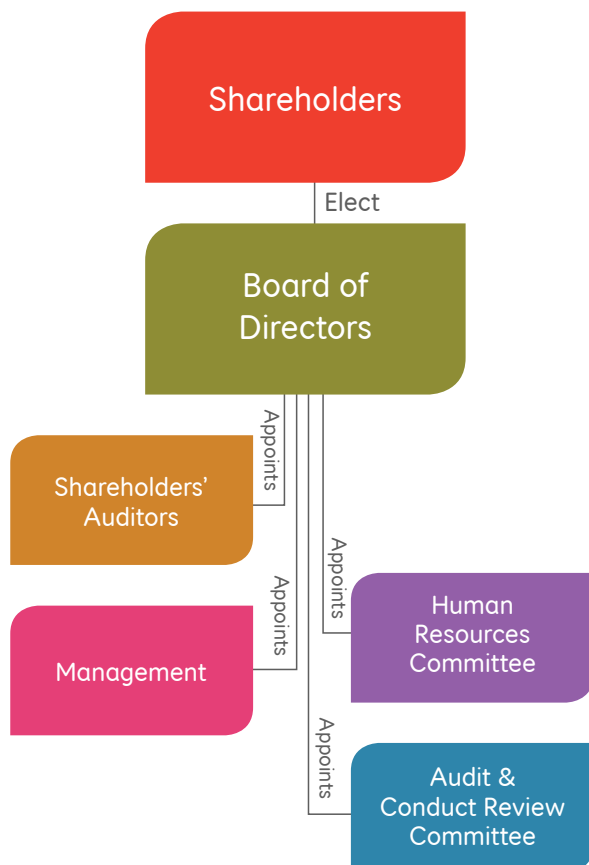 Shareholders
Elect
Board of
Directors
Appoints
Shareholders'
Auditors
Appoints
Management
Appoints
Human
Resources
Committee
Appoints
Audit &
Conduct Review
Committee